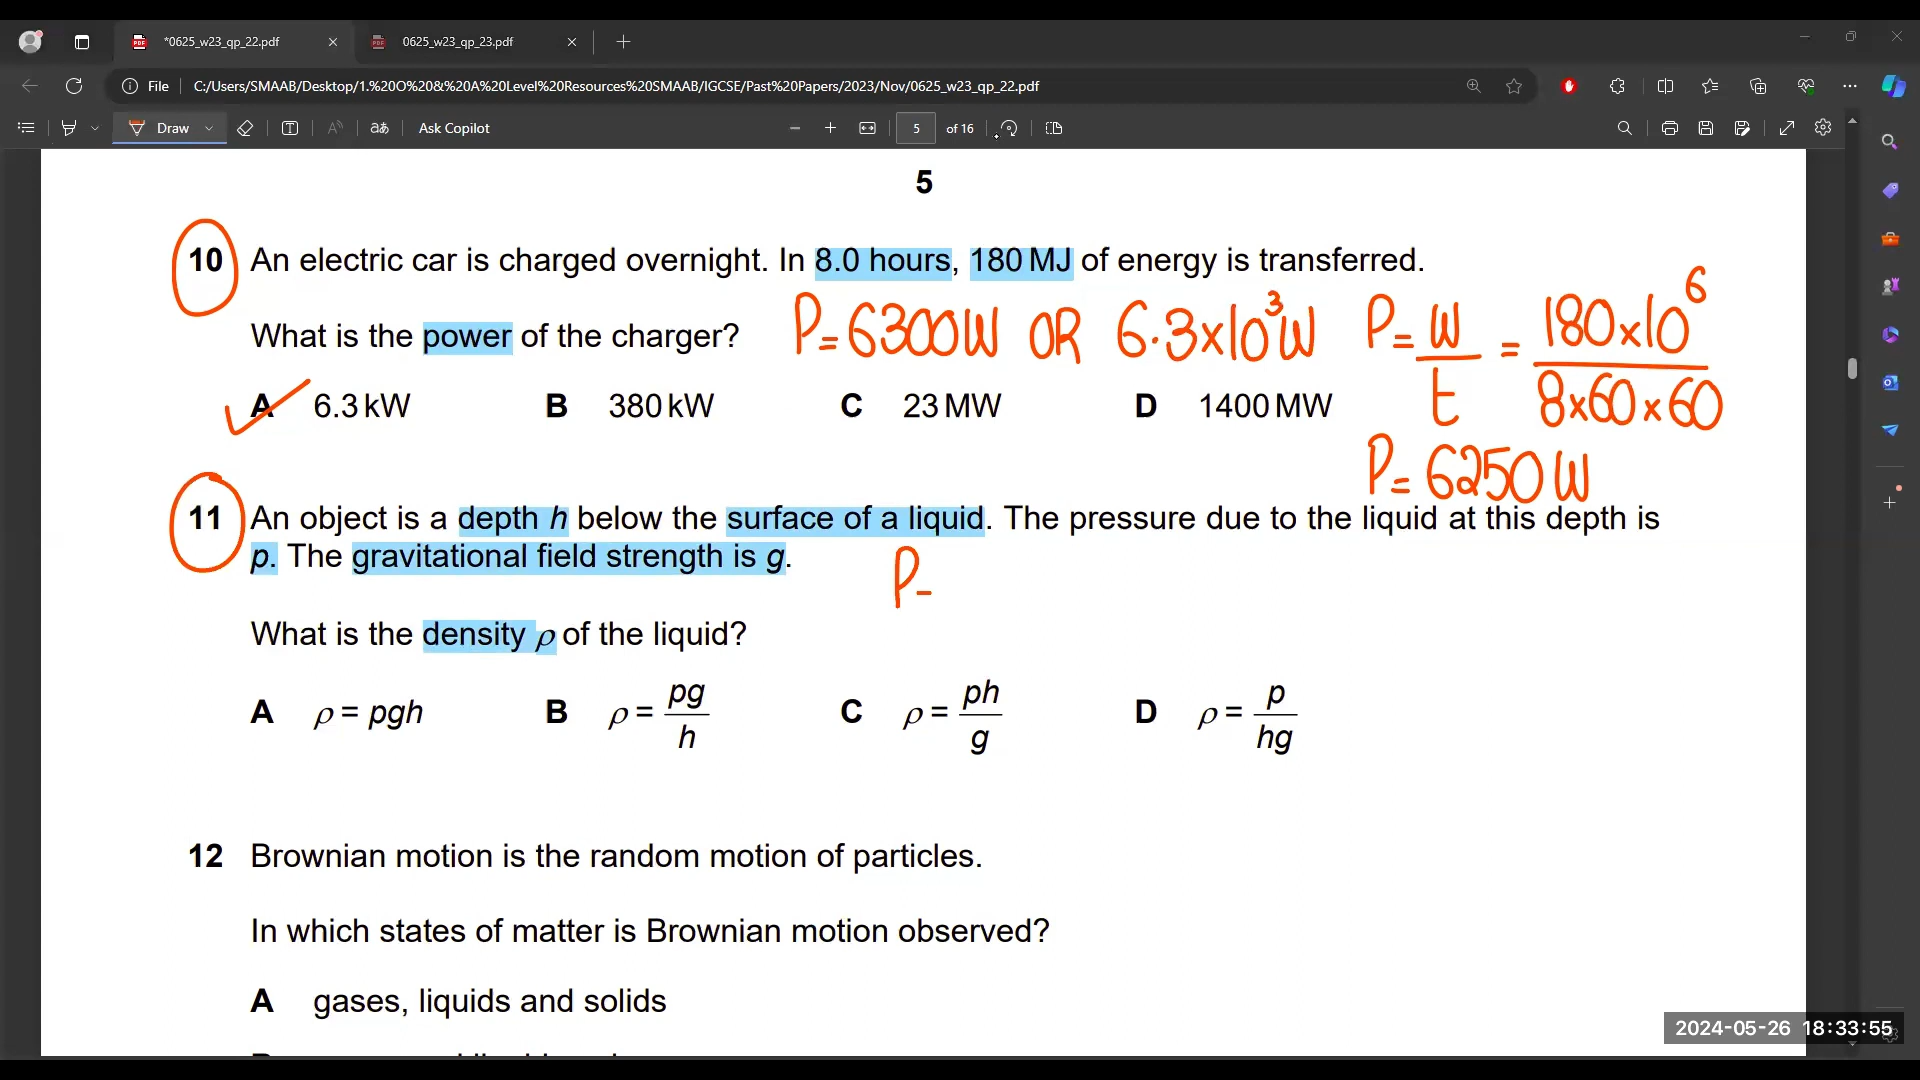 *0625_w23_qp_22.pdf
0625_w23_qp_23.pdf
File C:/Users/SMAAB/Desktop/1.%20O%20&%20A%20Level%20Resources%20SMAAB/IGCSE/Past%20Papers/2023/Nov/0625_w23_qp_22.pdf
Draw aあ Ask Copilot 5 of 16
5
10 An electric car is charged overnight. In 8.0 hours, 180 MJ of energy is transferred.
What is the power of the charger?
P=6300W OR 6.3×10³W P=W/t = 180×10⁶/8×60×60
A 6.3 kW B 380 kW C 23 MW D 1400 MW
P= 6250 W
11 An object is a depth h below the surface of a liquid. The pressure due to the liquid at this depth is
p. The gravitational field strength is g.
P-
What is the density ρ of the liquid?
A ρ = pgh B ρ = pg/h C ρ = ph/g D ρ = p/hg
12 Brownian motion is the random motion of particles.
In which states of matter is Brownian motion observed?
A gases, liquids and solids
2024-05-26 18:33:55